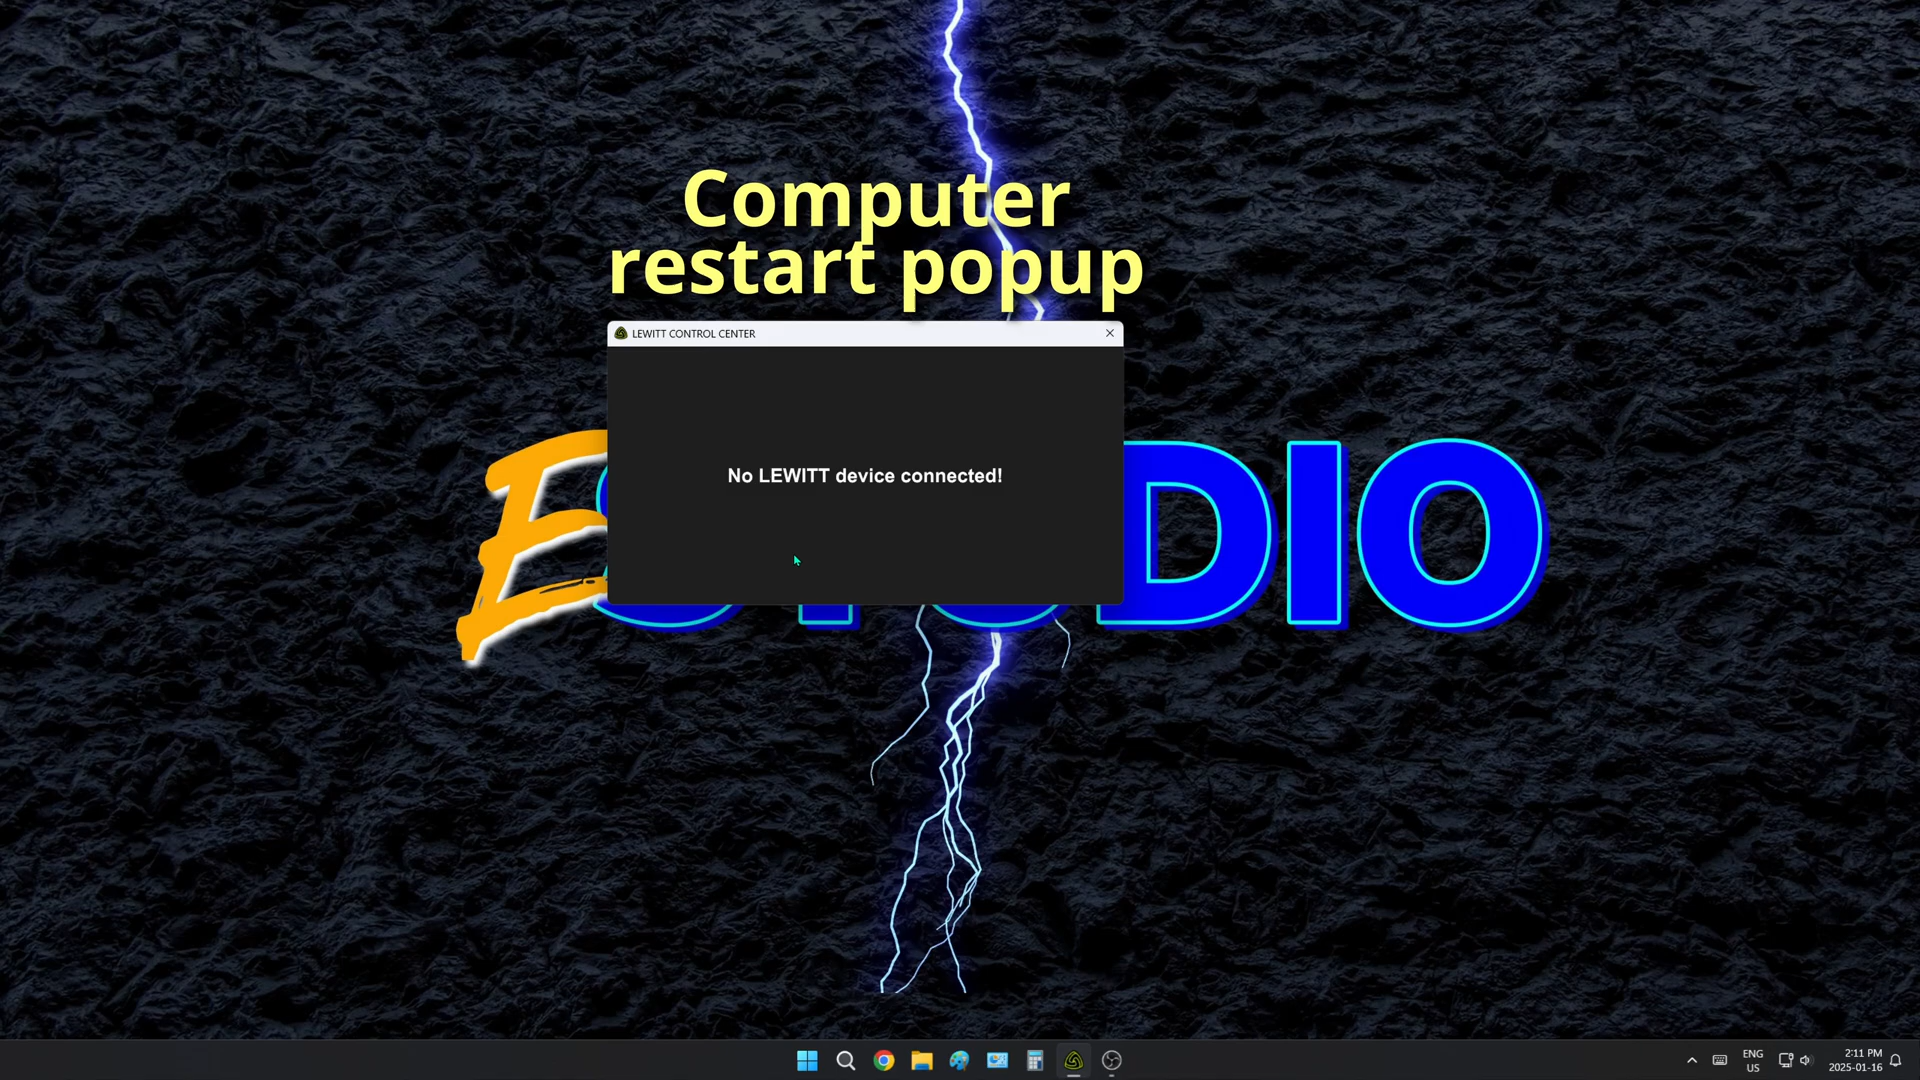 Computer
restart popup
LEWITT CONTROL CENTER
No LEWITT device connected!
DIO
ENG
US
2:11 PM
2025-01-16